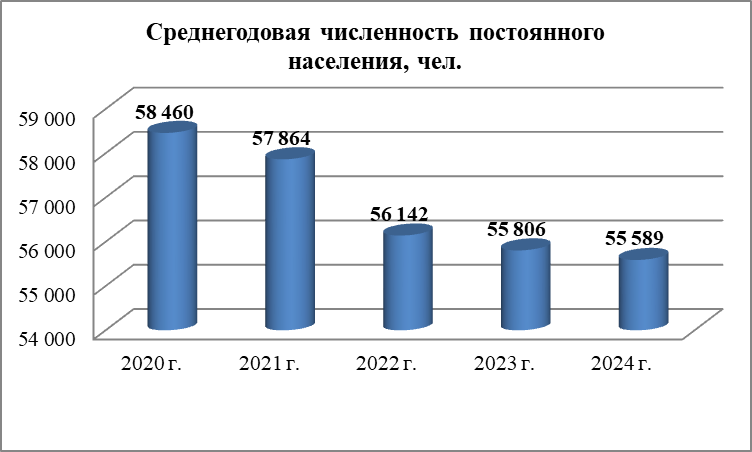 Среднегодовая численность постоянного
населения, чел.
59 000
58 000
57 000
56 000
55 000
54 000
58 460
57 864
56 142
55 806
55 589
2020 г.
2021 г.
2022 г.
2023 г.
2024 г.